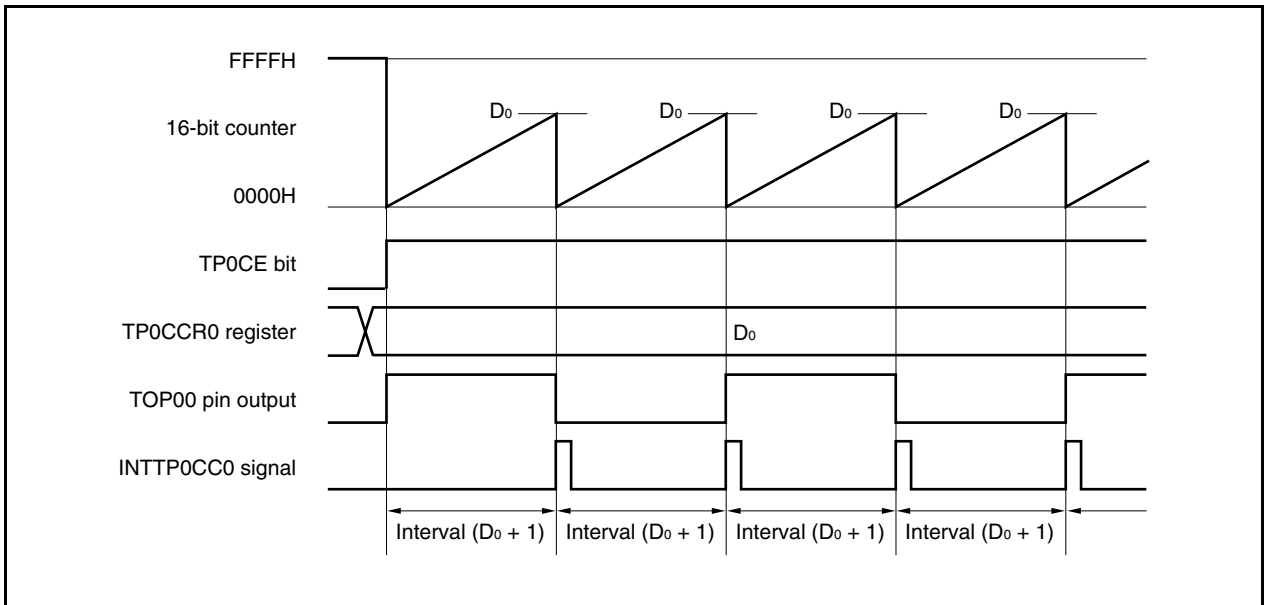 FFFFH
D₀ D₀ D₀ D₀
16-bit counter
0000H
TP0CE bit
TP0CCR0 register
D₀
TOP00 pin output
INTTP0CC0 signal
Interval (D₀ + 1) Interval (D₀ + 1) Interval (D₀ + 1) Interval (D₀ + 1)